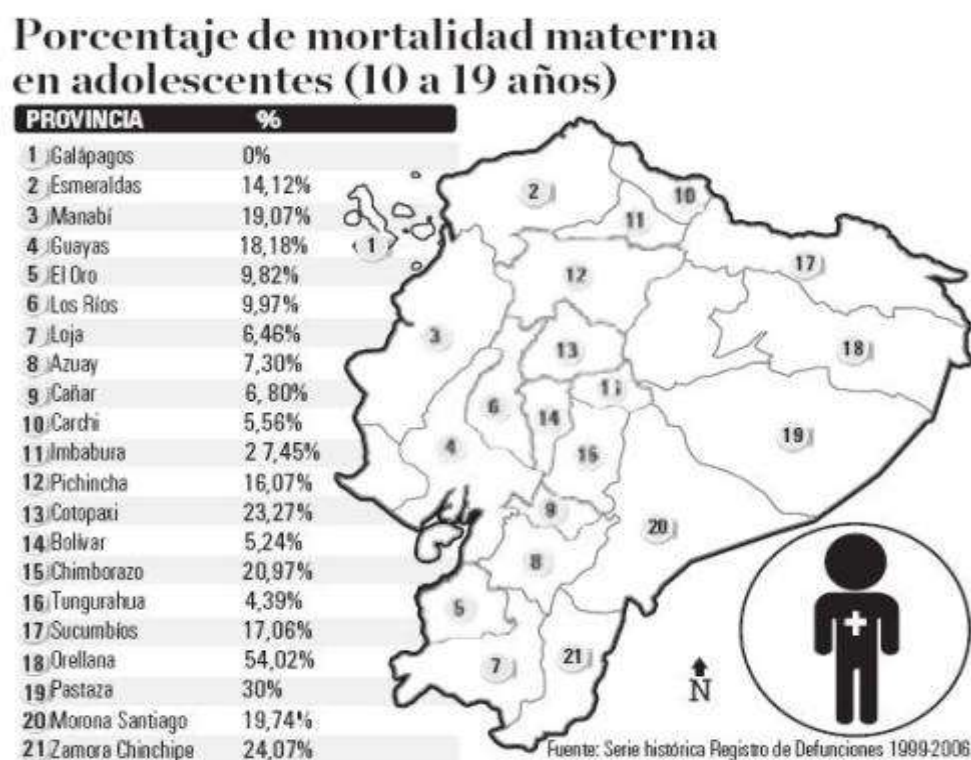 Porcentaje de mortalidad materna
en adolescentes (10 a 19 años)
PROVINCIA %
1 Galápagos 0%
2 Esmeraldas 14,12%
3 Manabí 19,07%
4 Guayas 18,18%
5 El Oro 9,82%
6 Los Ríos 9,97%
7 Loja 6,46%
8 Azuay 7,30%
9 Cañar 6, 80%
10 Carchi 5,56%
11 Imbabura 2 7,45%
12 Pichincha 16,07%
13 Cotopaxi 23,27%
14 Bolívar 5,24%
15 Chimborazo 20,97%
16 Tungurahua 4,39%
17 Sucumbíos 17,06%
18 Orellana 54,02%
19 Pastaza 30%
20 Morona Santiago 19,74%
21 Zamora Chinchipe 24,07%
2
10
11
1
17
12
3
13
18
6
14
19
4
9
20
8
5
7
21
N
Fuente: Serie histórica Registro de Defunciones 1999-2006